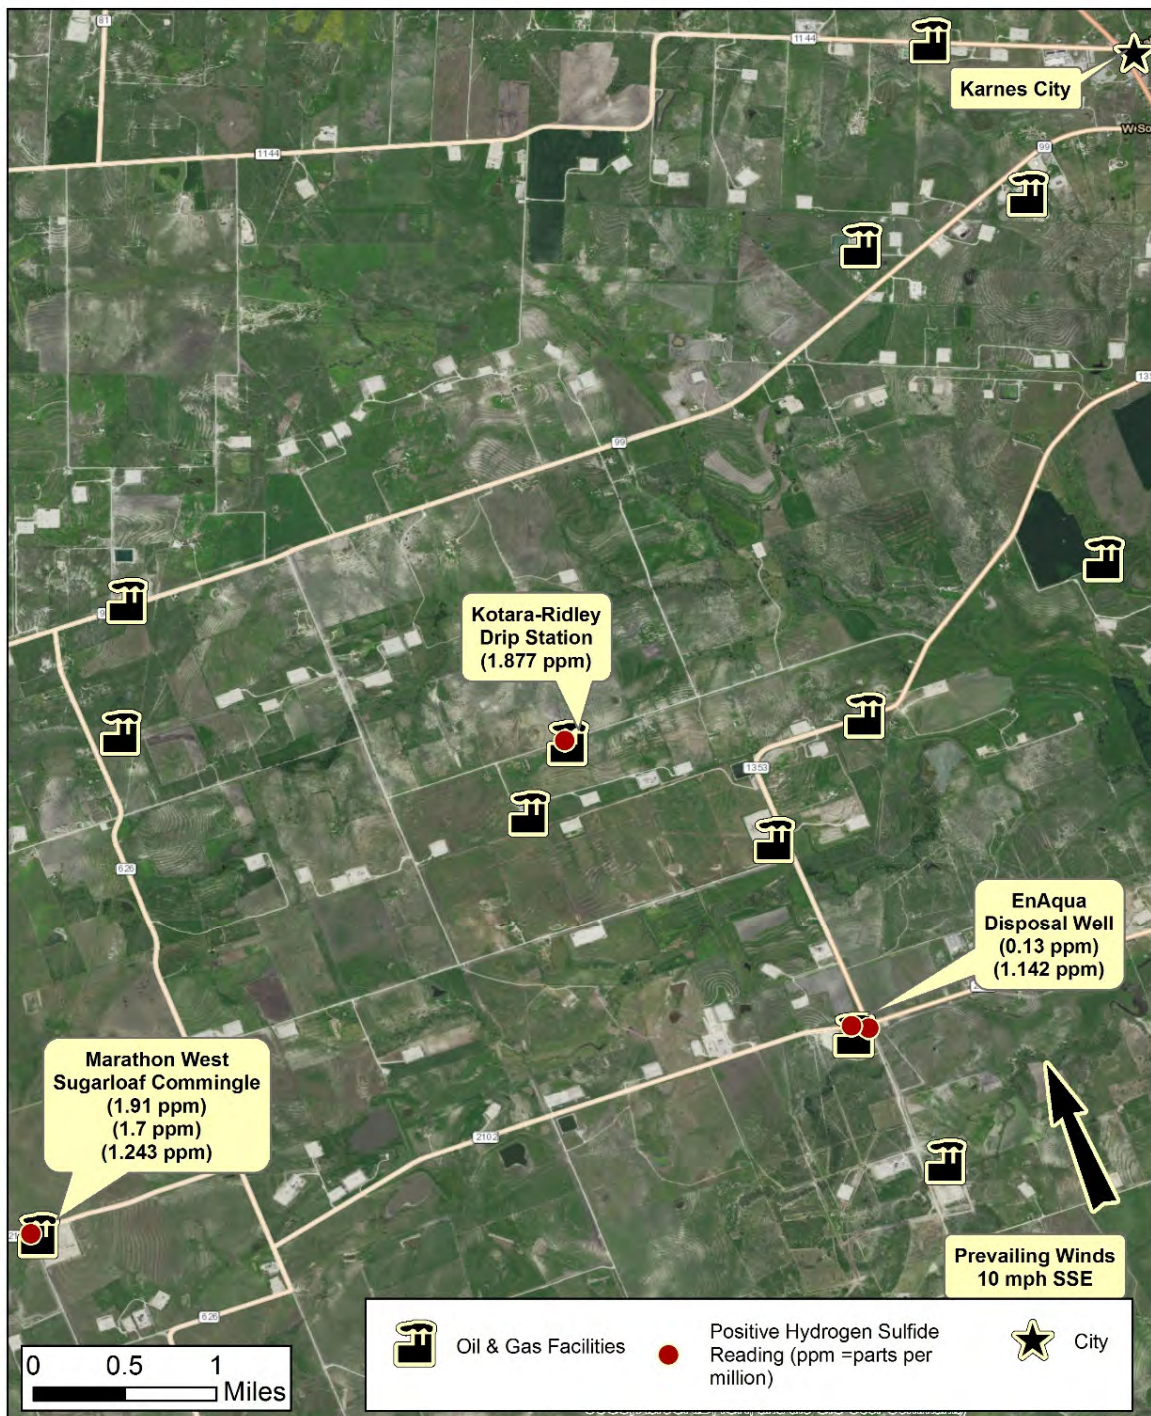 81
1144
Karnes City
W So
99
1144
99
Kotara-Ridley
Drip Station
(1.877 ppm)
1353
626
EnAqua
Disposal Well
(0.13 ppm)
(1.142 ppm)
Marathon West
Sugarloaf Commingle
(1.91 ppm)
(1.7 ppm)
(1.243 ppm)
2102
Prevailing Winds
10 mph SSE
626
Oil & Gas Facilities
Positive Hydrogen Sulfide
Reading (ppm =parts per
million)
City
0 0.5 1
Miles